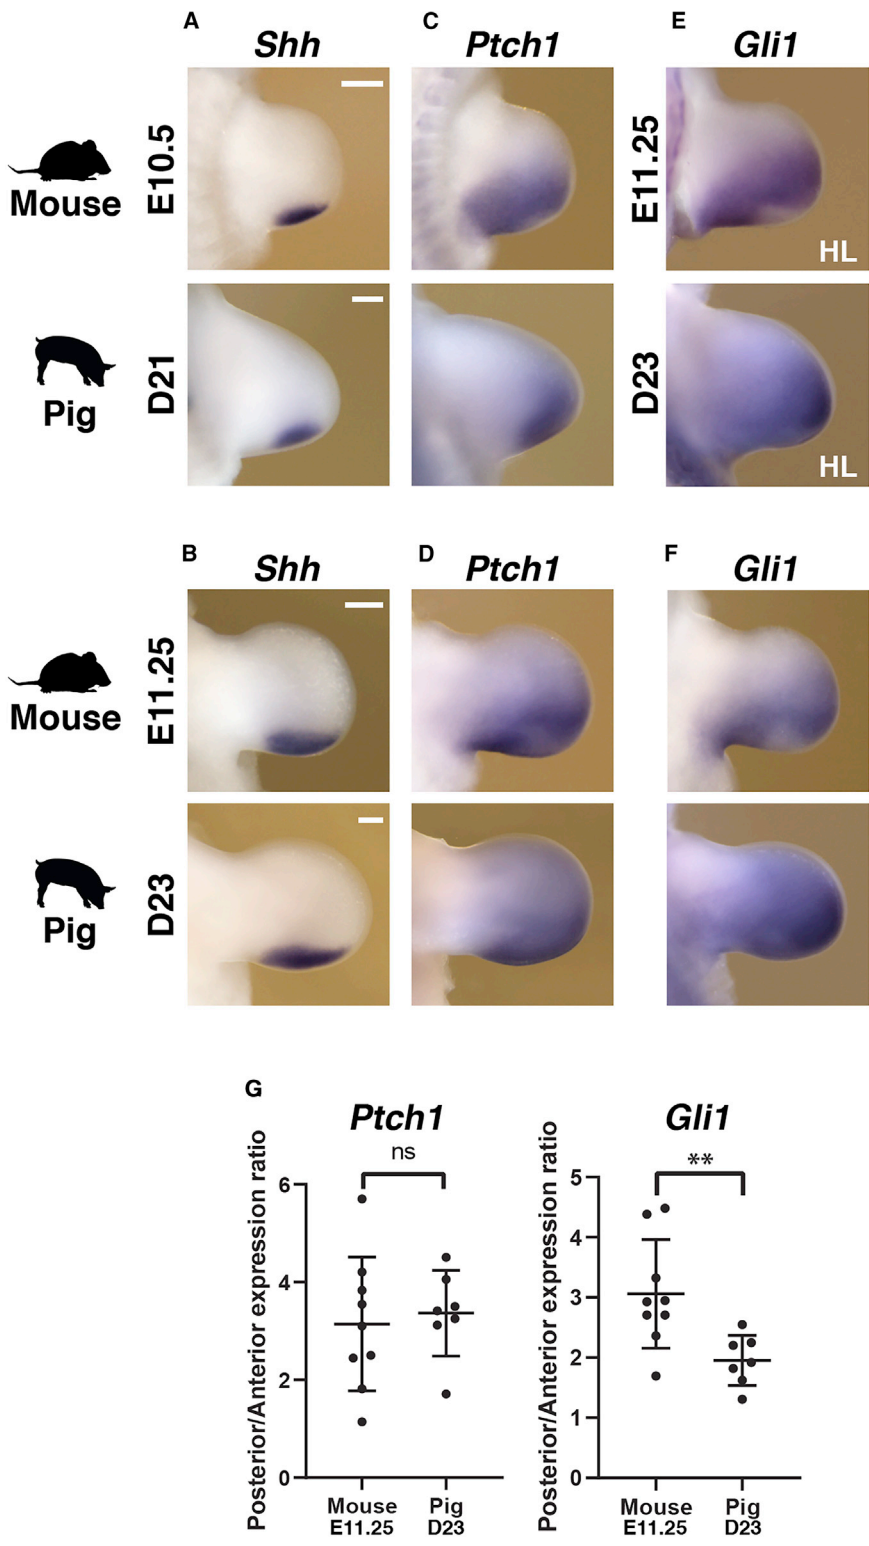 A
Shh
C
Ptch1
E
Gli1
Mouse
E10.5
E11.25
HL
Pig
D21
D23
HL
B
Shh
D
Ptch1
F
Gli1
Mouse
E11.25
Pig
D23
G
Ptch1
Posterior/Anterior expression ratio
ns
6
4
2
0
Mouse
E11.25
Pig
D23
Gli1
Posterior/Anterior expression ratio
**
5
4
3
2
1
0
Mouse
E11.25
Pig
D23